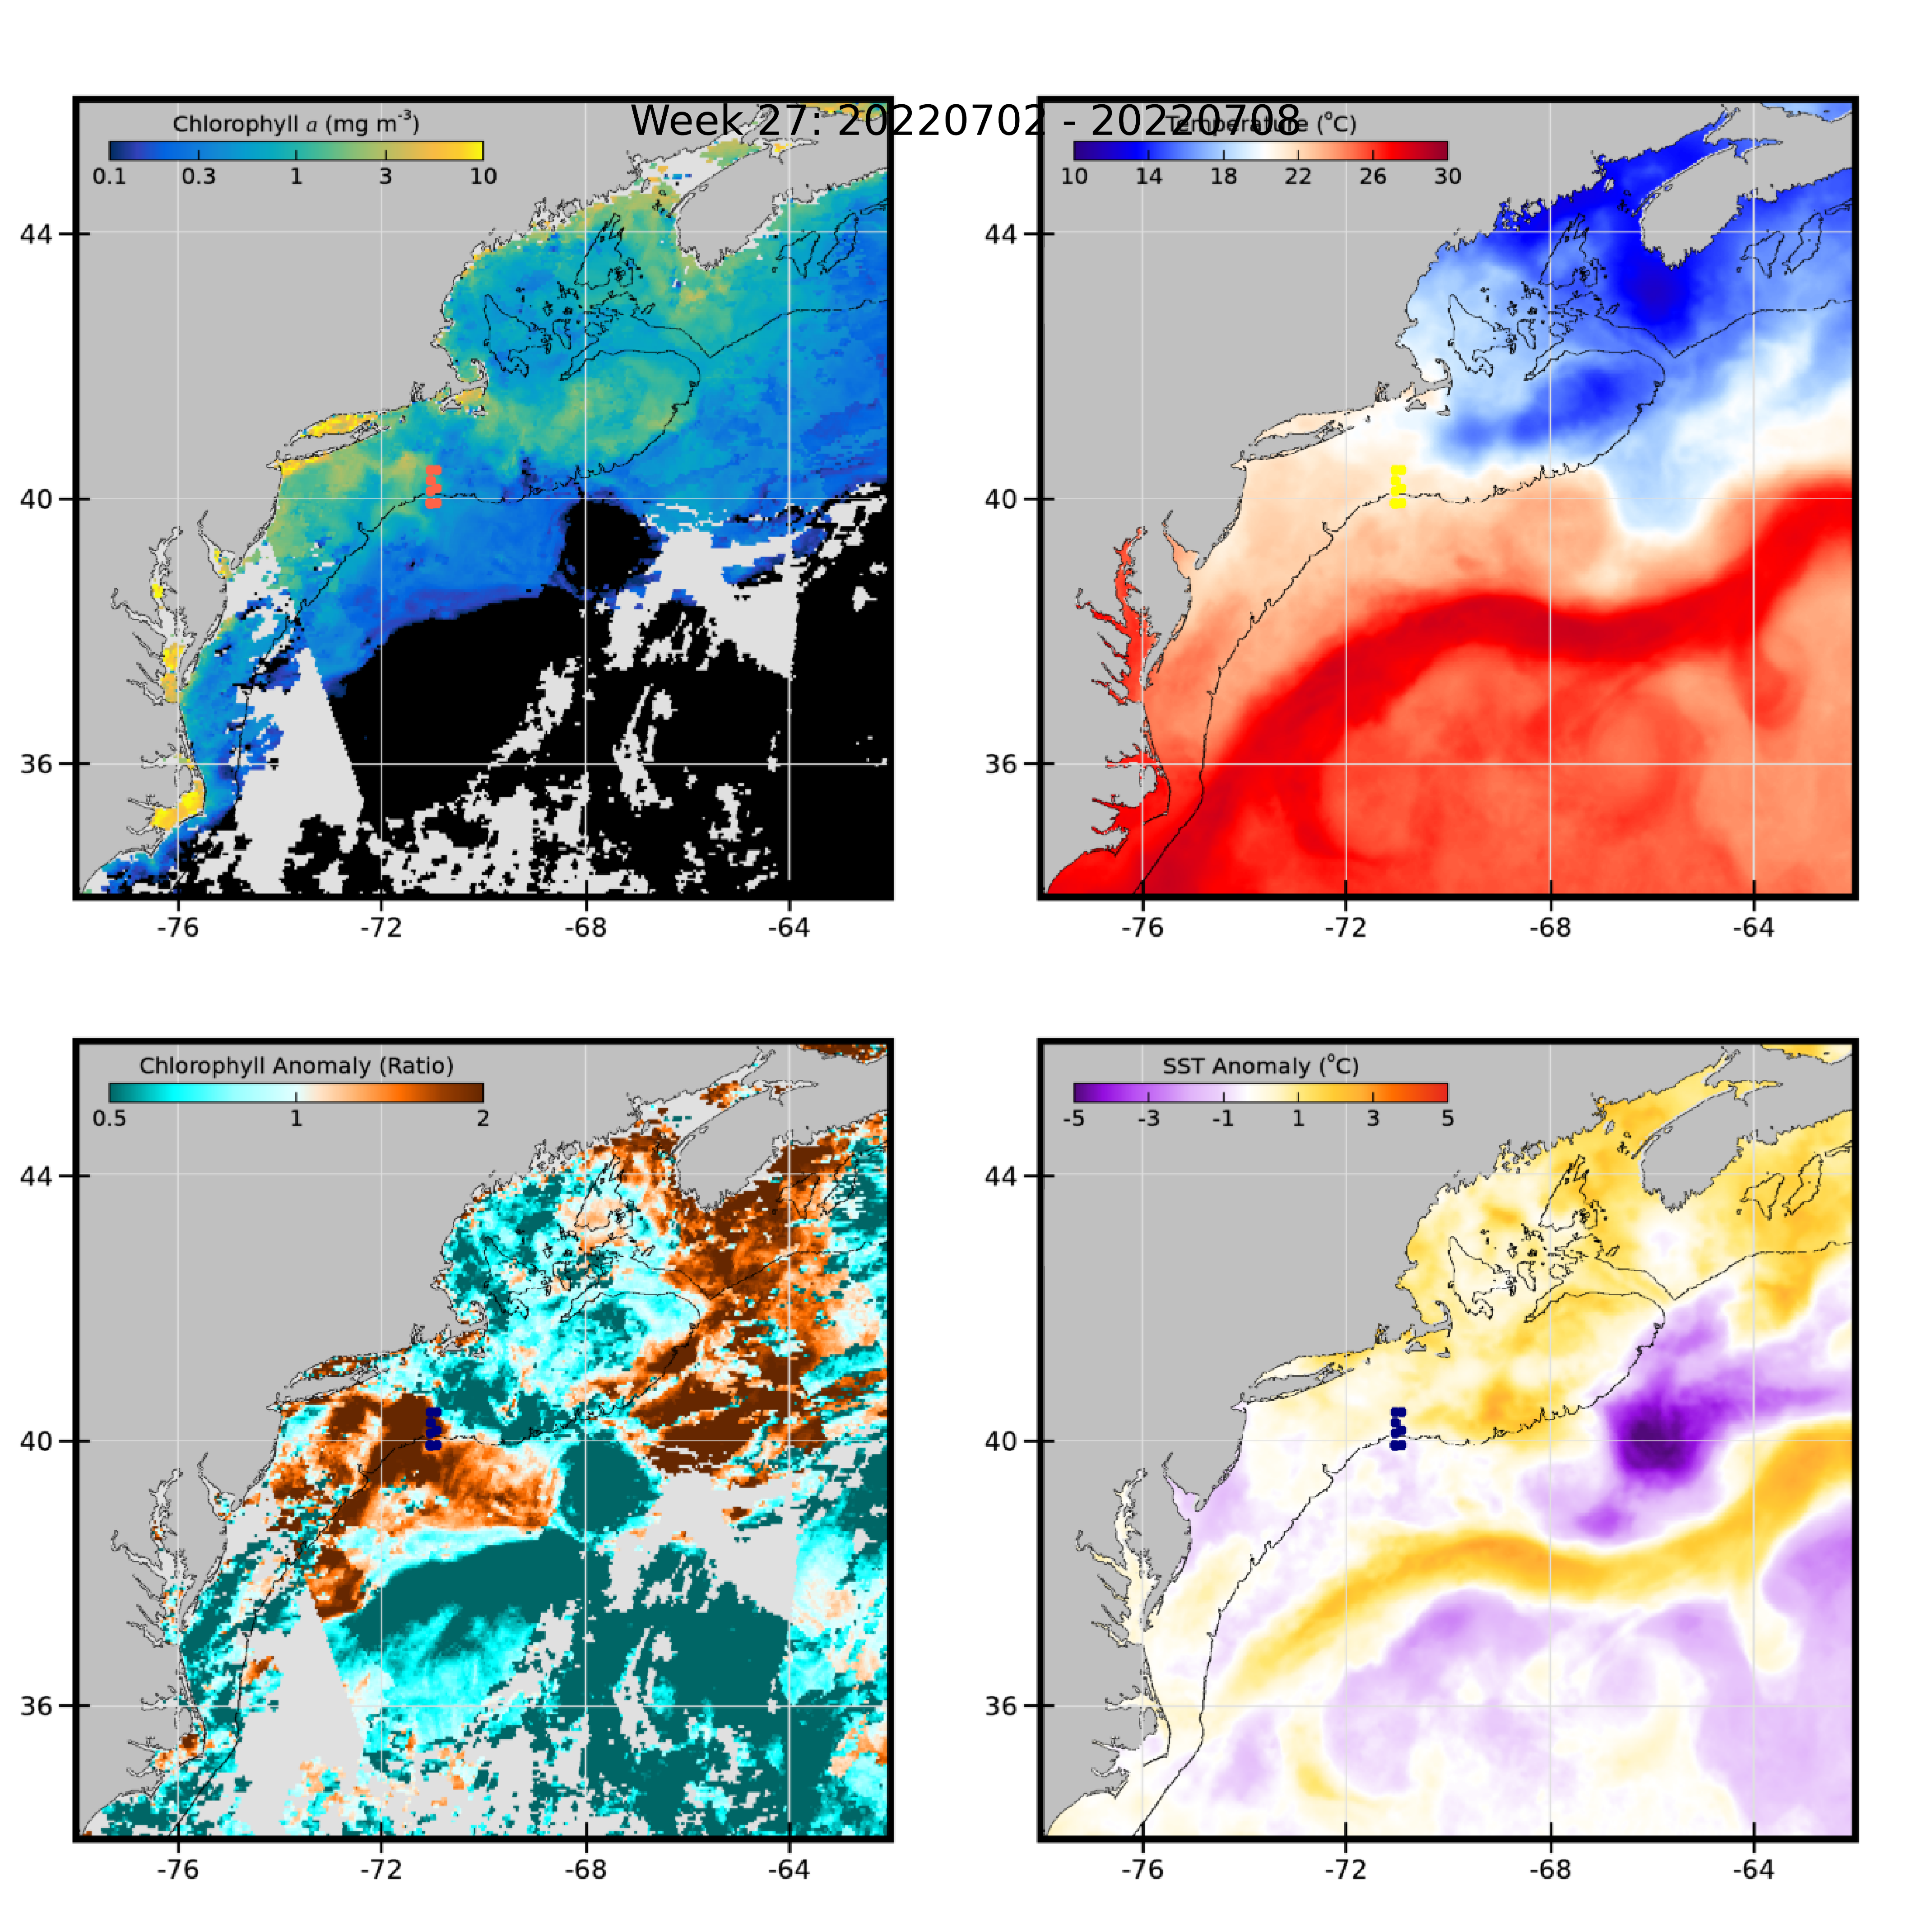 Week 27: 20220702 - 20220708
Chlorophyll a (mg m-3)
0.1 0.3 1 3 10
44
40
36
-76 -72 -68 -64
Temperature (oC)
10 14 18 22 26 30
44
40
36
-76 -72 -68 -64
Chlorophyll Anomaly (Ratio)
0.5 1 2
44
40
36
-76 -72 -68 -64
SST Anomaly (oC)
-5 -3 -1 1 3 5
44
40
36
-76 -72 -68 -64